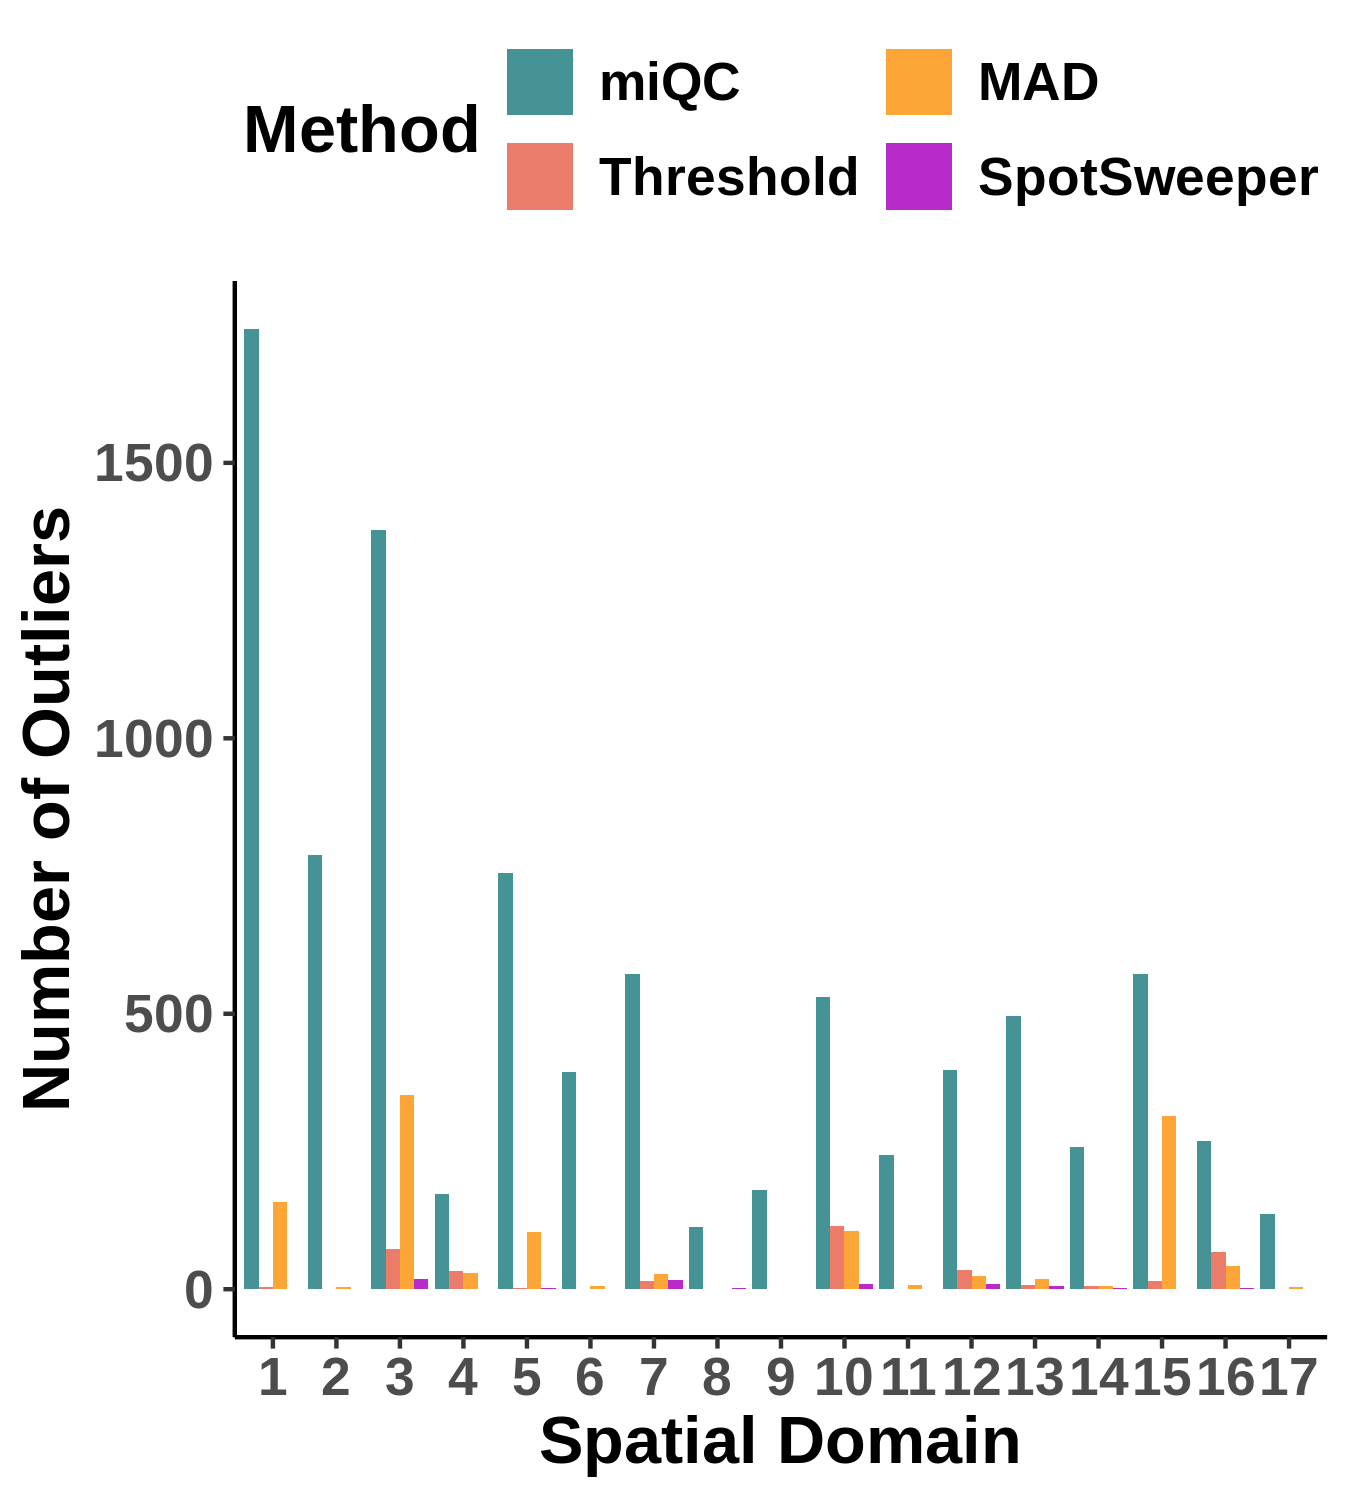 Method
miQC
MAD
Threshold
SpotSweeper
Number of Outliers
1500
1000
500
0
1 2 3 4 5 6 7 8 9 10 11 12 13 14 15 16 17
Spatial Domain